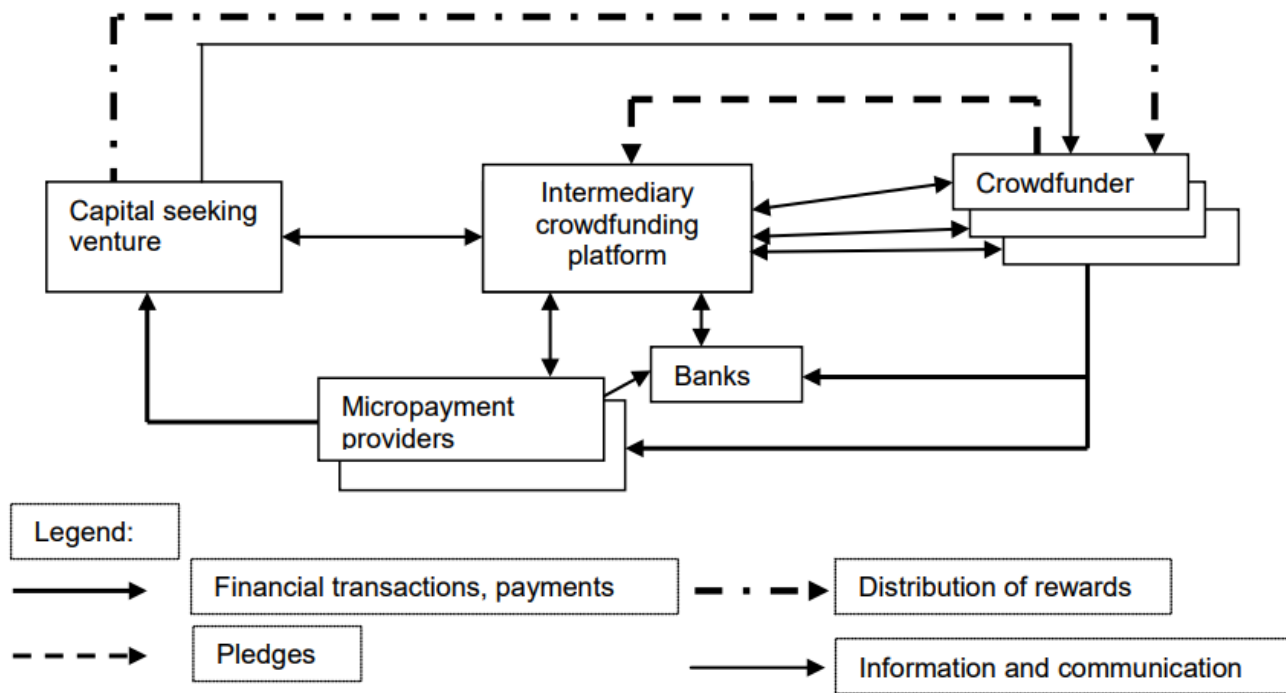 Capital seeking
venture
Intermediary
crowdfunding
platform
Crowdfunder
Banks
Micropayment
providers
Legend:
Financial transactions, payments
Distribution of rewards
Pledges
Information and communication